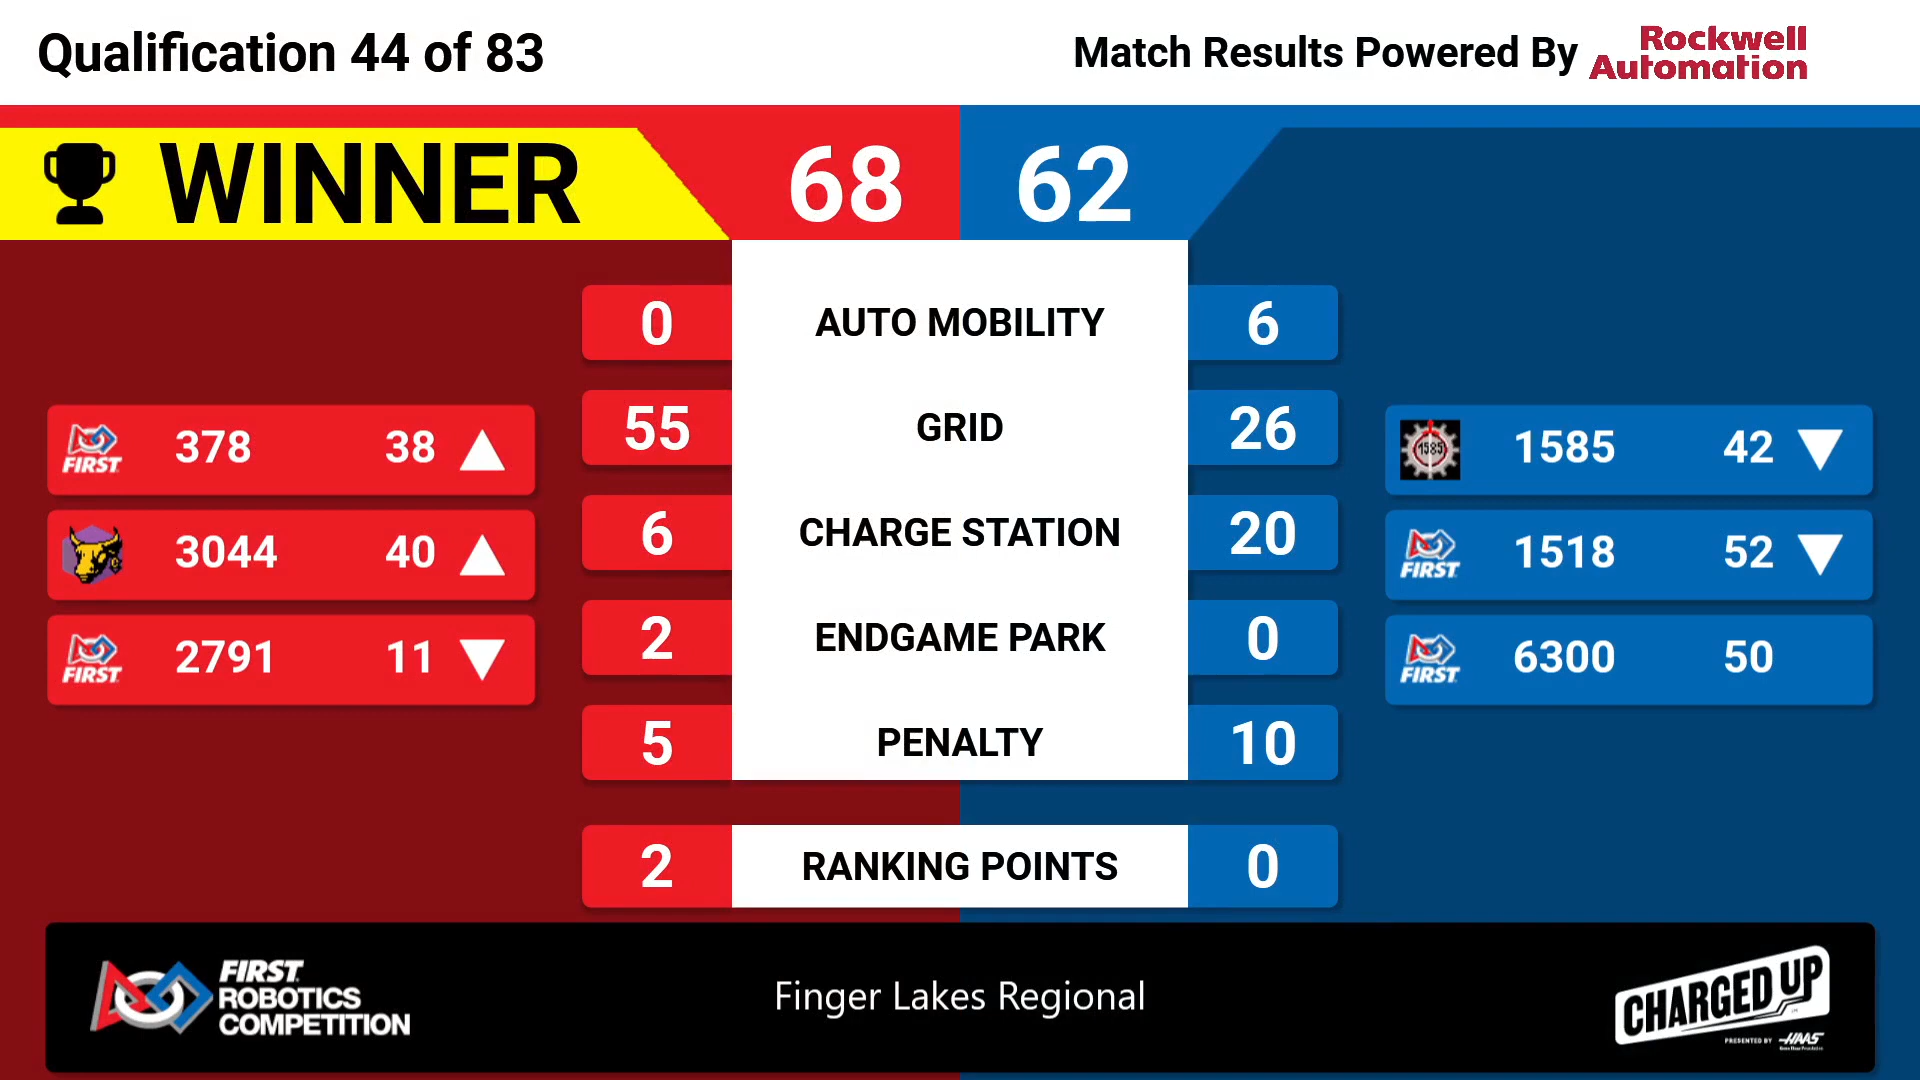 Qualification 44 of 83
Match Results Powered By Rockwell Automation
WINNER 68 62
0 AUTO MOBILITY 6
55 GRID 26
378 38 1585 42
6 CHARGE STATION 20
3044 40 1518 52
2 ENDGAME PARK 0
2791 11 6300 50
5 PENALTY 10
2 RANKING POINTS 0
FIRST
FIRST
1585
FIRST
FIRST
FIRST
ROBOTICS
COMPETITION
Finger Lakes Regional
CHARGED UP
PRESENTED BY HAAS